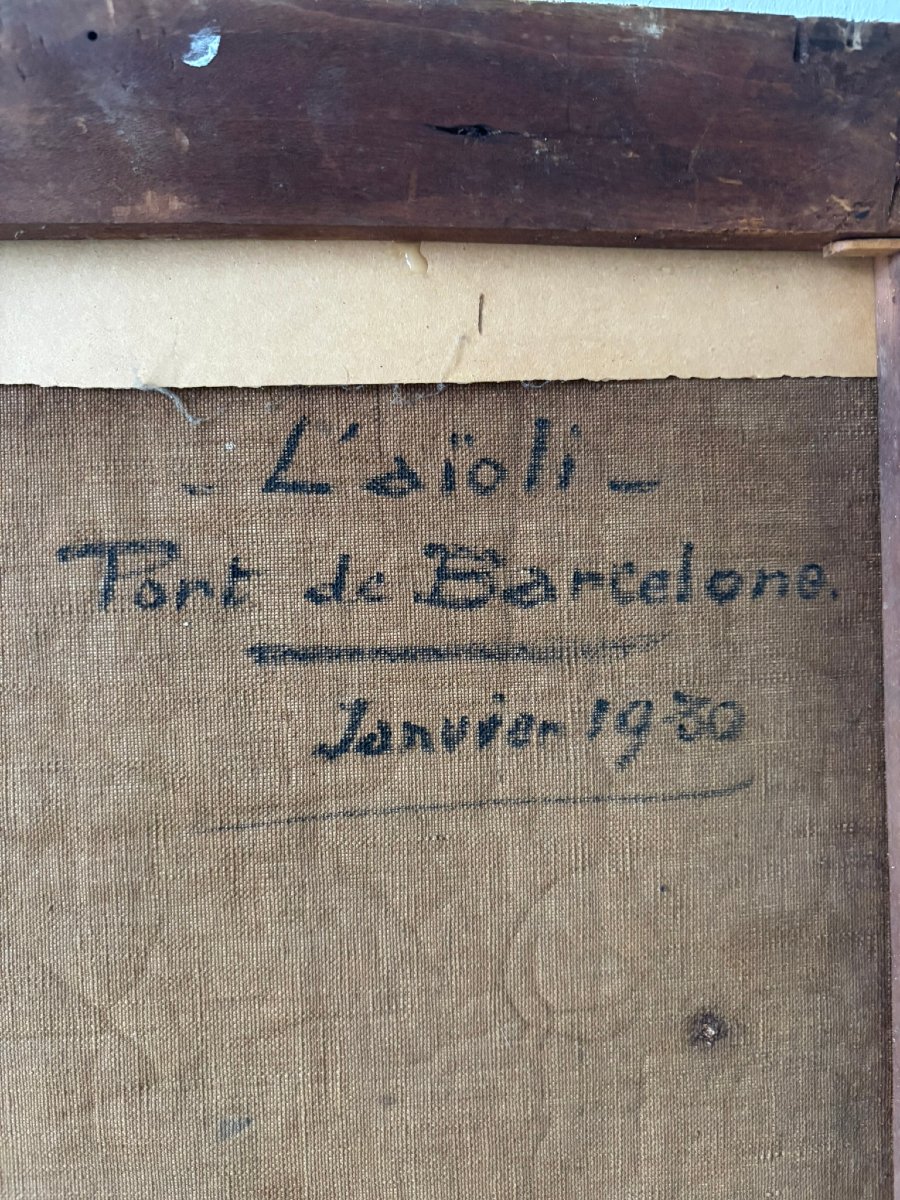 - L'aïoli -
Port de Barcelone.
Janvier 1930